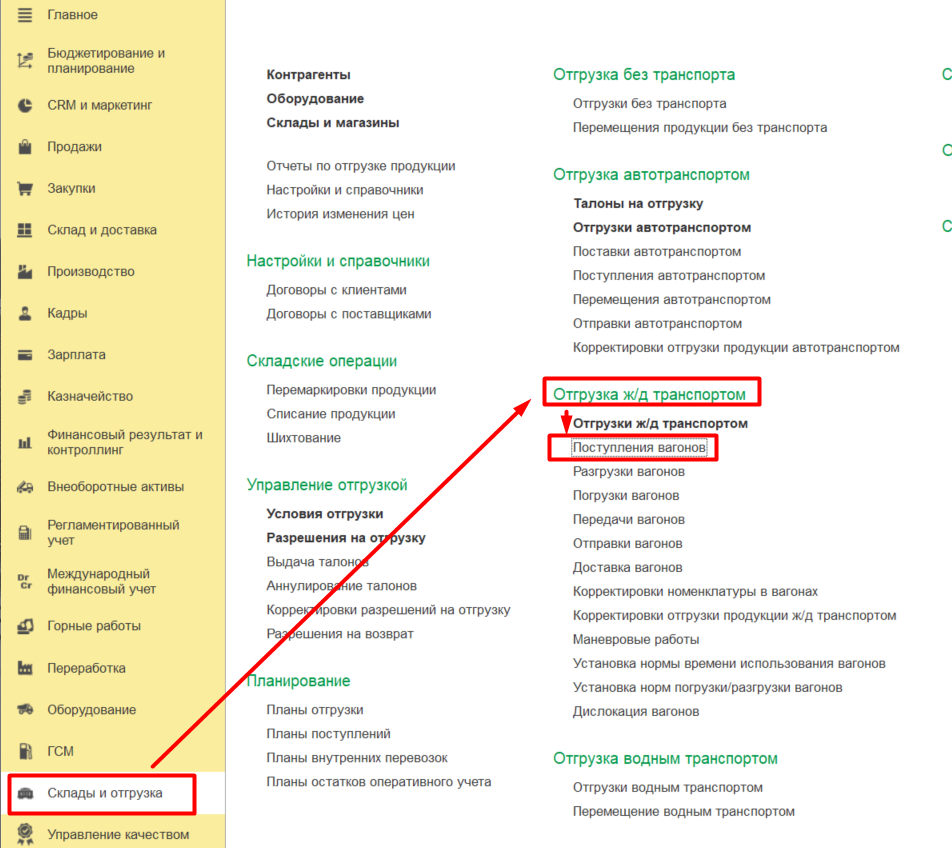 Главное
Бюджетирование и
планирование
CRM и маркетинг
Продажи
Закупки
Склад и доставка
Производство
Кадры
Зарплата
Казначейство
Финансовый результат и
контроллинг
Внеоборотные активы
Регламентированный
учет
Dr
Cr
Международный
финансовый учет
Горные работы
Переработка
Оборудование
ГСМ
Склады и отгрузка
Управление качеством
Контрагенты
Оборудование
Склады и магазины
Отчеты по отгрузке продукции
Настройки и справочники
История изменения цен
Настройки и справочники
Договоры с клиентами
Договоры с поставщиками
Складские операции
Перемаркировки продукции
Списание продукции
Шихтование
Управление отгрузкой
Условия отгрузки
Разрешения на отгрузку
Выдача талонов
Аннулирование талонов
Корректировки разрешений на отгрузку
Разрешения на возврат
Планирование
Планы отгрузки
Планы поступлений
Планы внутренних перевозок
Планы остатков оперативного учета
Отгрузка без транспорта
Отгрузки без транспорта
Перемещения продукции без транспорта
Отгрузка автотранспортом
Талоны на отгрузку
Отгрузки автотранспортом
Поставки автотранспортом
Поступления автотранспортом
Перемещения автотранспортом
Отправки автотранспортом
Корректировки отгрузки продукции автотранспортом
Отгрузка ж/д транспортом
Отгрузки ж/д транспортом
Поступления вагонов
Разгрузки вагонов
Погрузки вагонов
Передачи вагонов
Отправки вагонов
Доставка вагонов
Корректировки номенклатуры в вагонах
Корректировки отгрузки продукции ж/д транспортом
Маневровые работы
Установка нормы времени использования вагонов
Установка норм погрузки/разгрузки вагонов
Дислокация вагонов
Отгрузка водным транспортом
Отгрузки водным транспортом
Перемещение водным транспортом